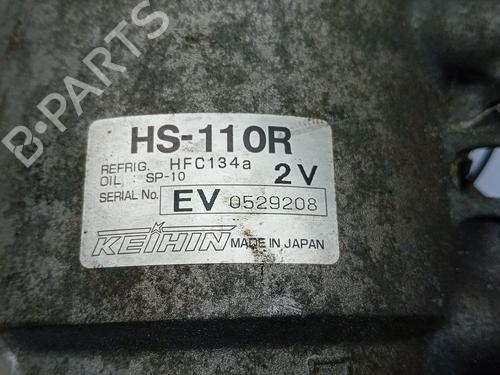 B-PARTS
HS-110R
REFRIG. HFC134a
OIL : SP-10 2V
SERIAL No. EV 0529208
KEIHIN MADE IN JAPAN